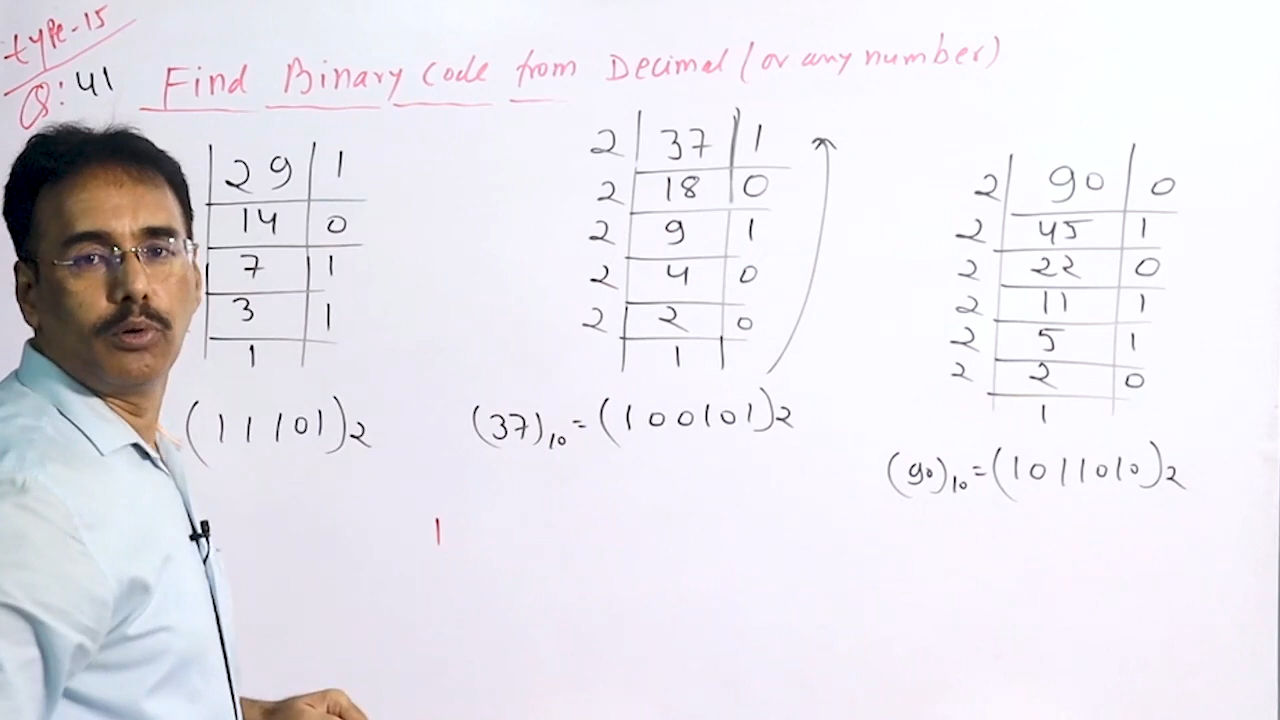 type-15
Q: 41 Find Binary Code from Decimal (or any number)
29 1
14 0
7 1
3 1
1
(11101)2
2 37 1
2 18 0
2 9 1
2 4 0
2 2 0
1
(37)10=(100101)2
2 90 0
2 45 1
2 22 0
2 11 1
2 5 1
2 2 0
1
(90)10=(1011010)2
1